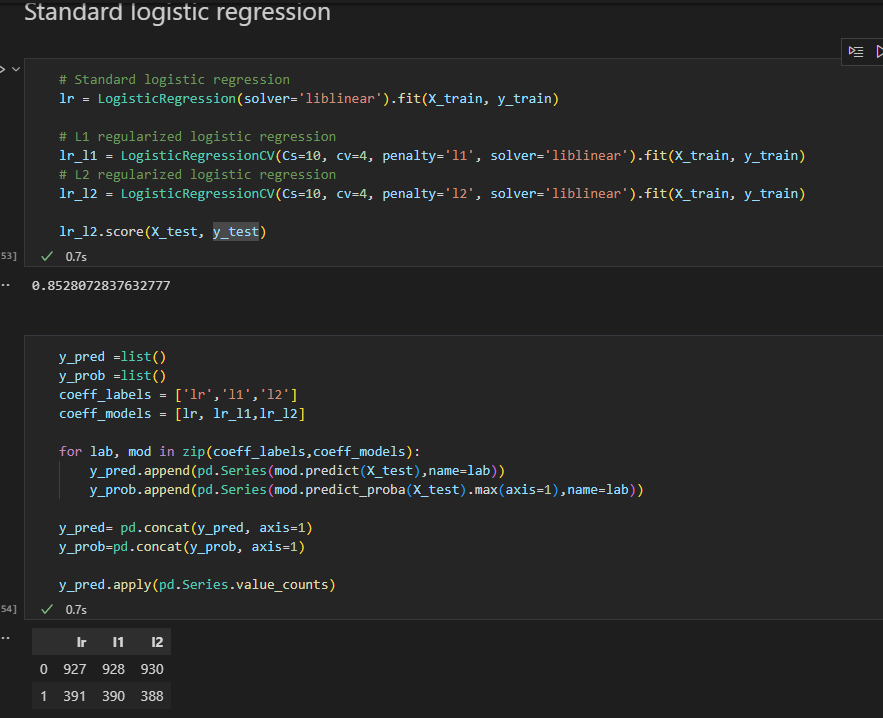 Standard logistic regression
# Standard logistic regression
lr = LogisticRegression(solver='liblinear').fit(X_train, y_train)
# L1 regularized logistic regression
lr_l1 = LogisticRegressionCV(Cs=10, cv=4, penalty='l1', solver='liblinear').fit(X_train, y_train)
# L2 regularized logistic regression
lr_l2 = LogisticRegressionCV(Cs=10, cv=4, penalty='l2', solver='liblinear').fit(X_train, y_train)
lr_l2.score(X_test, y_test)
53] ✓ 0.7s
0.8528072837632777
y_pred =list()
y_prob =list()
coeff_labels = ['lr','l1','l2']
coeff_models = [lr, lr_l1,lr_l2]
for lab, mod in zip(coeff_labels,coeff_models):
    y_pred.append(pd.Series(mod.predict(X_test),name=lab))
    y_prob.append(pd.Series(mod.predict_proba(X_test).max(axis=1),name=lab))
y_pred= pd.concat(y_pred, axis=1)
y_prob=pd.concat(y_prob, axis=1)
y_pred.apply(pd.Series.value_counts)
54] ✓ 0.7s
lr l1 l2
0 927 928 930
1 391 390 388